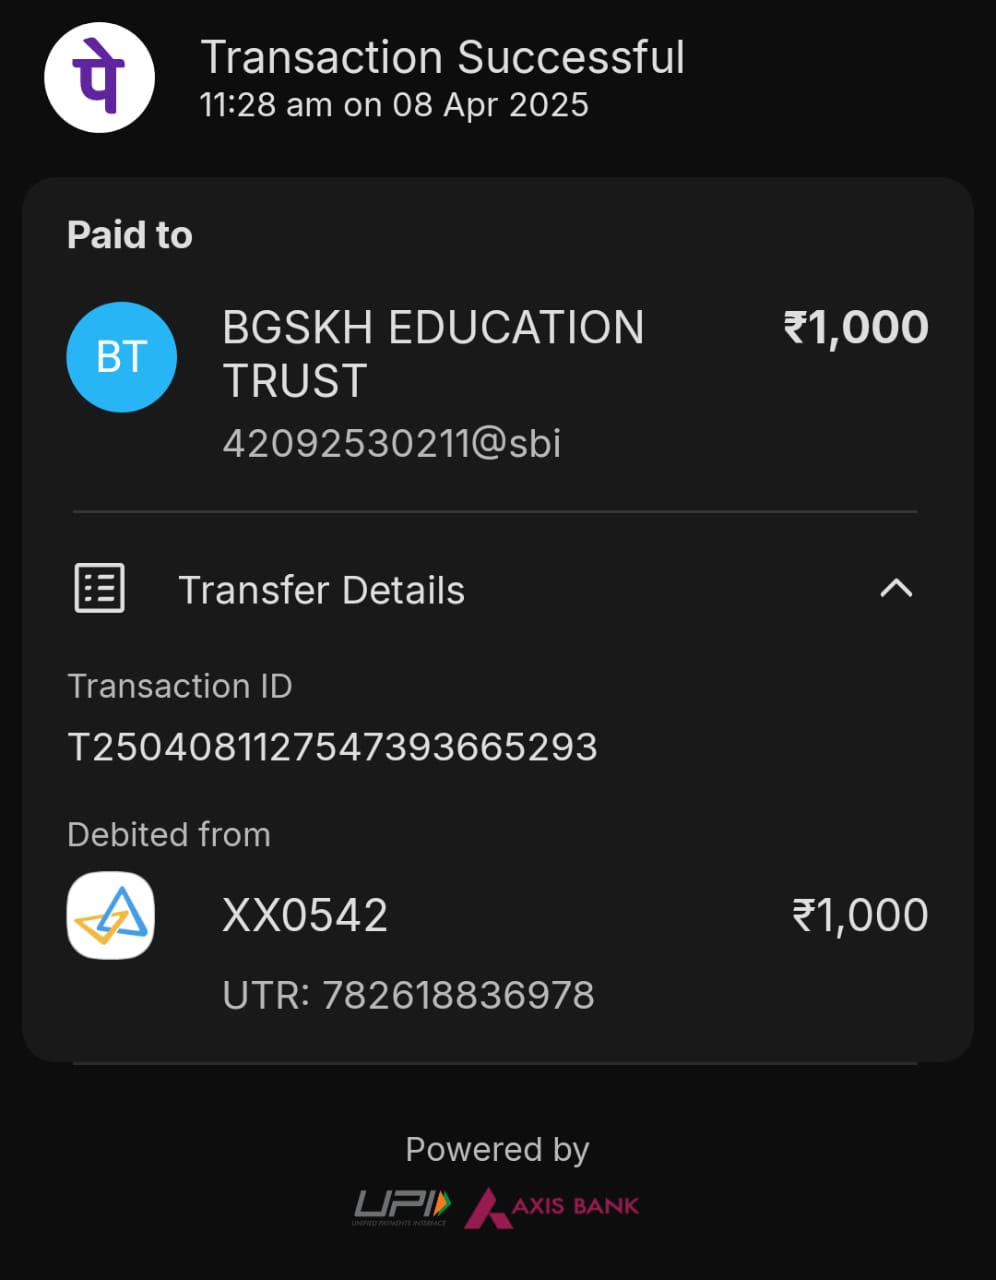 पे
Transaction Successful
11:28 am on 08 Apr 2025
Paid to
BT
BGSKH EDUCATION
TRUST
₹1,000
42092530211@sbi
Transfer Details
Transaction ID
T2504081127547393665293
Debited from
XX0542
₹1,000
UTR: 782618836978
Powered by
UPI
UNIFIED PAYMENTS INTERFACE
AXIS BANK